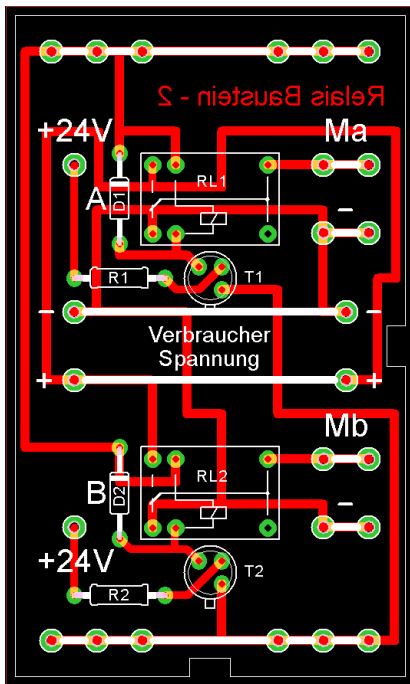 Relais Baustein - 2
+24V
Ma
A
D1
RL1
-
R1
T1
- -
Verbraucher
Spannung
+ +
Mb
B
D2
RL2
-
+24V
T2
R2